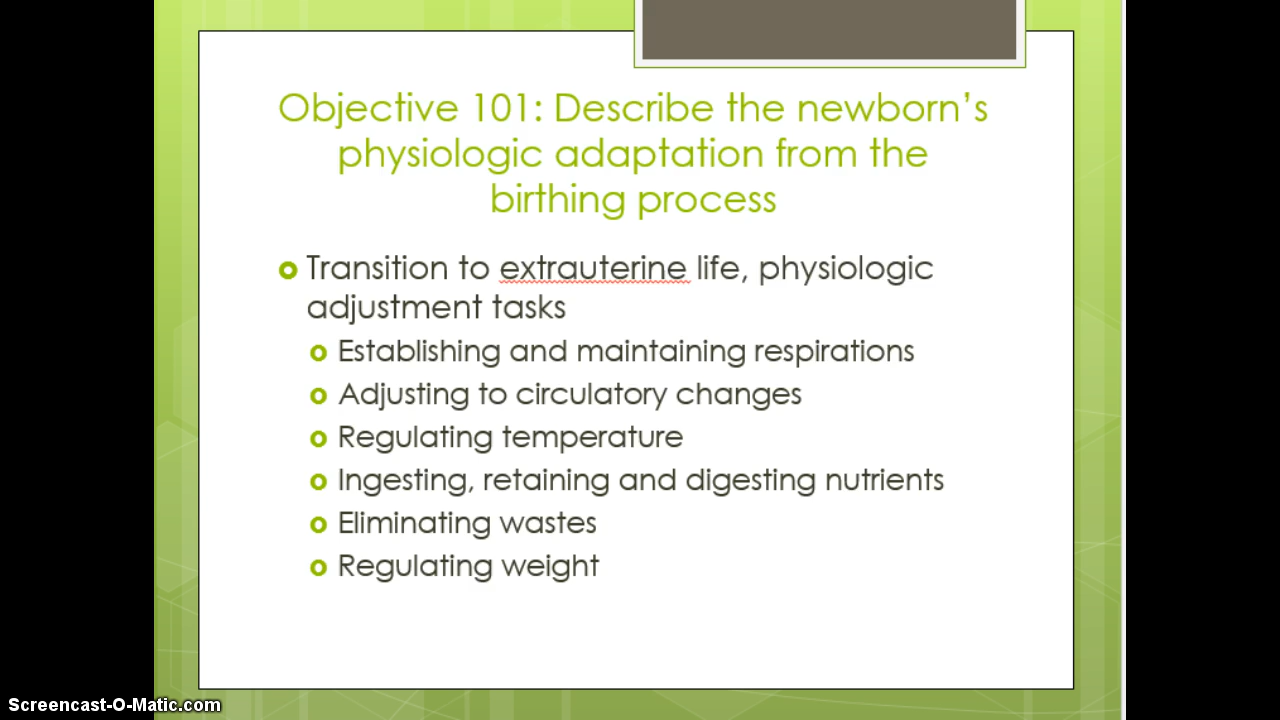 Objective 101: Describe the newborn’s
physiologic adaptation from the
birthing process
Transition to extrauterine life, physiologic
adjustment tasks
Establishing and maintaining respirations
Adjusting to circulatory changes
Regulating temperature
Ingesting, retaining and digesting nutrients
Eliminating wastes
Regulating weight
Screencast-O-Matic.com